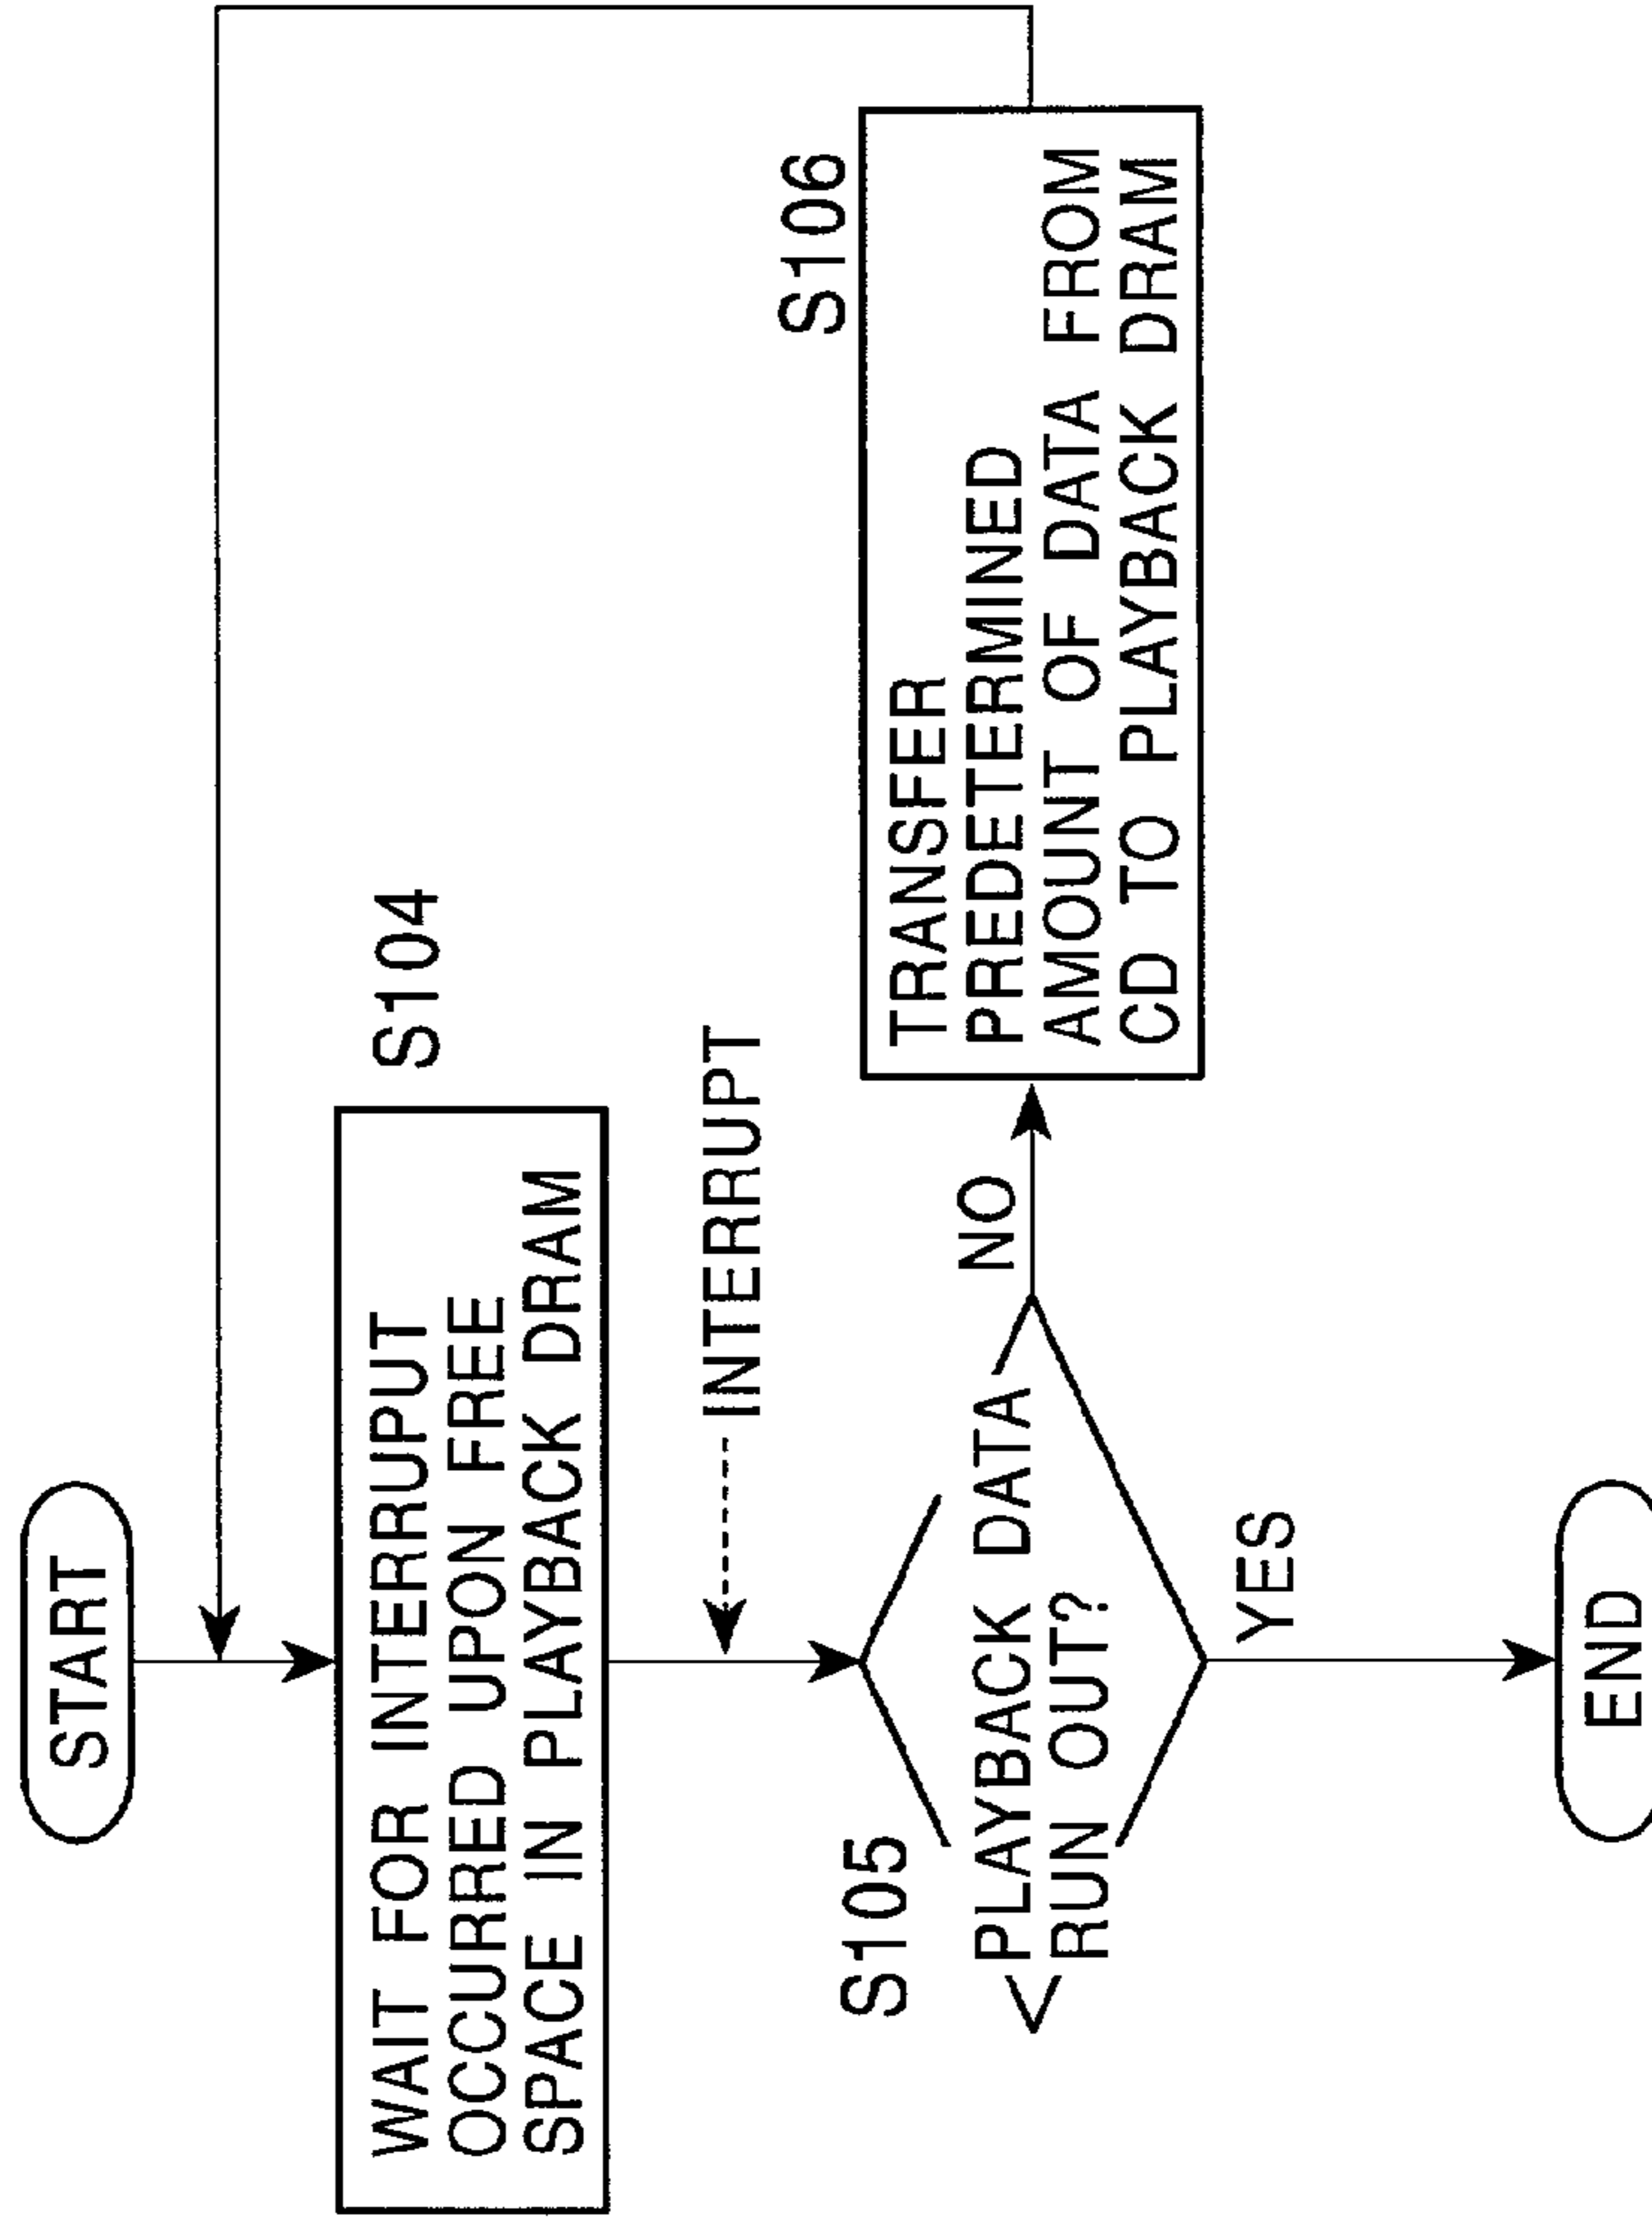 START
S104
WAIT FOR INTERRUPUT
OCCURRED UPON FREE
SPACE IN PLAYBACK DRAM
INTERRUPT
S105
PLAYBACK DATA
RUN OUT?
NO
S106
TRANSFER
PREDETERMINED
AMOUNT OF DATA FROM
CD TO PLAYBACK DRAM
YES
END